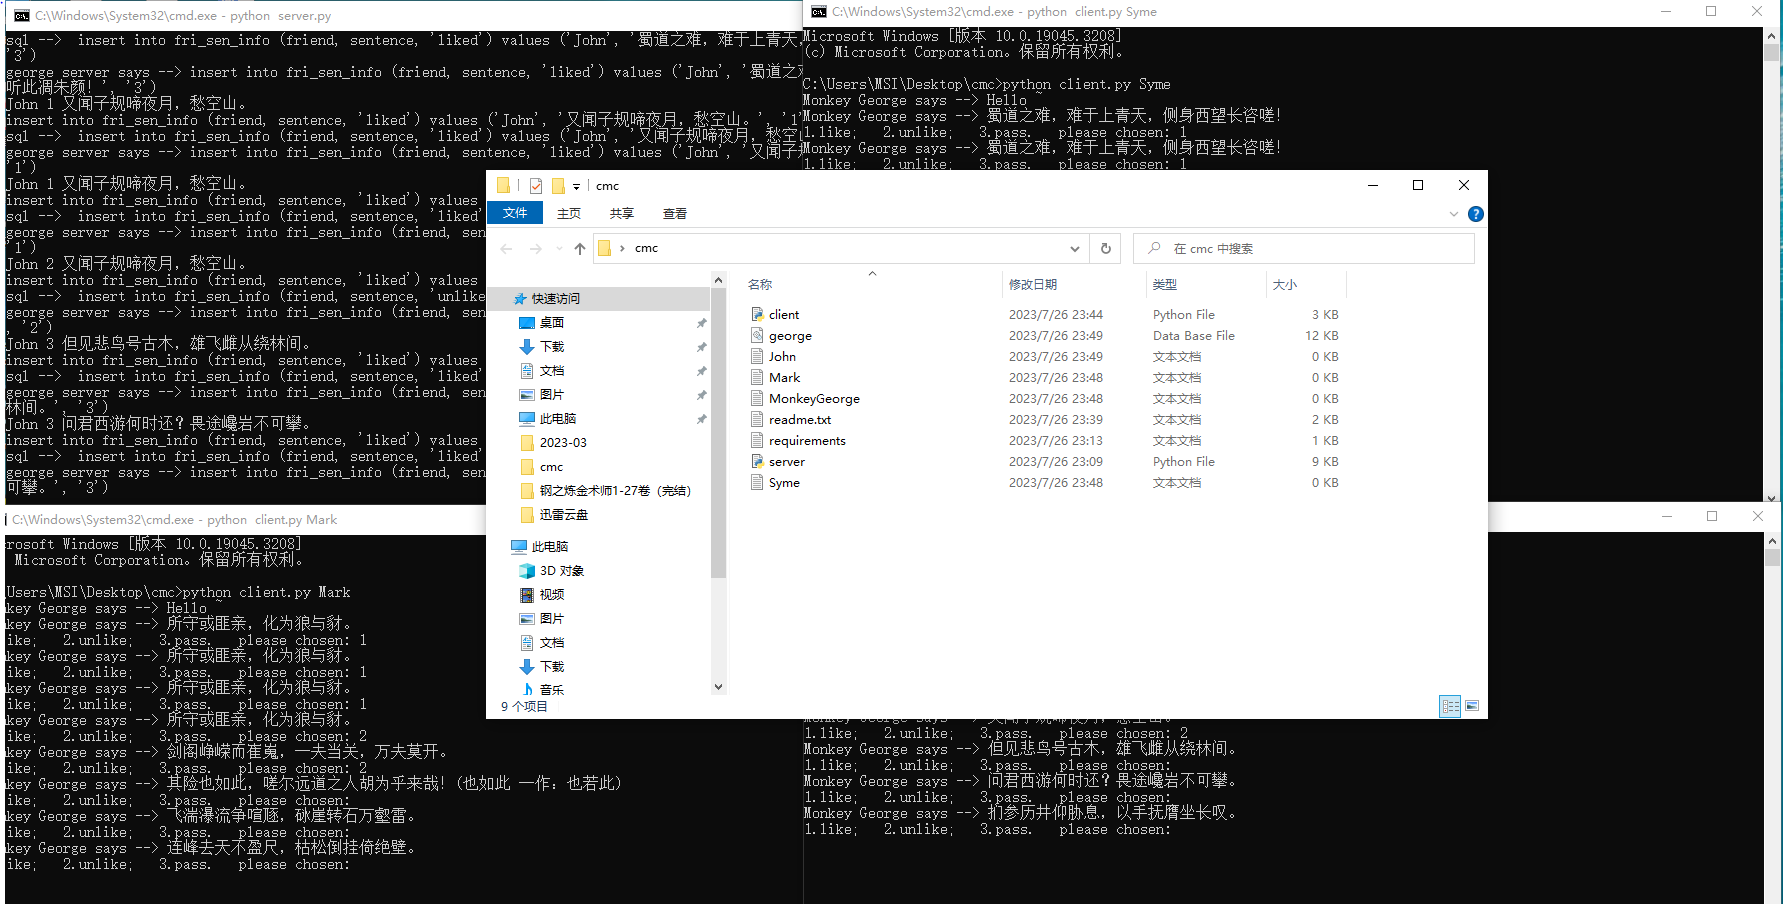 C:\Windows\System32\cmd.exe - python  server.py
sql -->  insert into fri_sen_info (friend, sentence, 'liked') values ('John', '蜀道之难，难于上青天，
'3')
george server says --> insert into fri_sen_info (friend, sentence, 'liked') values ('John', '蜀道之难
听此凋朱颜！', '3')
John 1 又闻子规啼夜月，愁空山。
insert into fri_sen_info (friend, sentence, 'liked') values ('John', '又闻子规啼夜月，愁空山。', '1'
sql -->  insert into fri_sen_info (friend, sentence, 'liked') values ('John', '又闻子规啼夜月，愁空山
'1')
george server says --> insert into fri_sen_info (friend, sentence, 'liked') values ('John', '又闻子规
'1')
John 1 又闻子规啼夜月，愁空山。
insert into fri_sen_info (friend, sentence, 'liked') values
sql -->  insert into fri_sen_info (friend, sentence, 'liked'
george server says --> insert into fri_sen_info (friend, sen
'1')
John 2 又闻子规啼夜月，愁空山。
insert into fri_sen_info (friend, sentence, 'liked') values
sql -->  insert into fri_sen_info (friend, sentence, 'unlike
george server says --> insert into fri_sen_info (friend, sen
, '2')
John 3 但见悲鸟号古木，雄飞雌从绕林间。
insert into fri_sen_info (friend, sentence, 'liked') values
sql -->  insert into fri_sen_info (friend, sentence, 'liked'
george server says --> insert into fri_sen_info (friend, sen
林间。', '3')
John 3 问君西游何时还？畏途巉岩不可攀。
insert into fri_sen_info (friend, sentence, 'liked') values
sql -->  insert into fri_sen_info (friend, sentence, 'liked'
george server says --> insert into fri_sen_info (friend, sen
可攀。', '3')
C:\Windows\System32\cmd.exe - python  client.py Syme
Microsoft Windows [版本 10.0.19045.3208]
(c) Microsoft Corporation。保留所有权利。
C:\Users\MSI\Desktop\cmc>python client.py Syme
Monkey George says --> Hello ~
Monkey George says --> 蜀道之难，难于上青天，侧身西望长咨嗟！
1.like;   2.unlike;   3.pass.   please chosen: 1
Monkey George says --> 蜀道之难，难于上青天，侧身西望长咨嗟！
1.like;   2.unlike;   3.pass.   please chosen: 1
cmc
文件 主页 共享 查看
cmc
在 cmc 中搜索
快速访问
桌面
下载
文档
图片
此电脑
2023-03
cmc
钢之炼金术师1-27卷（完结）
迅雷云盘
此电脑
3D 对象
视频
图片
文档
下载
音乐
名称 修改日期 类型 大小
client 2023/7/26 23:44 Python File 3 KB
george 2023/7/26 23:49 Data Base File 12 KB
John 2023/7/26 23:49 文本文档 0 KB
Mark 2023/7/26 23:48 文本文档 0 KB
MonkeyGeorge 2023/7/26 23:48 文本文档 0 KB
readme.txt 2023/7/26 23:39 文本文档 2 KB
requirements 2023/7/26 23:13 文本文档 1 KB
server 2023/7/26 23:09 Python File 9 KB
Syme 2023/7/26 23:48 文本文档 0 KB
9 个项目
C:\Windows\System32\cmd.exe - python  client.py Mark
rosoft Windows [版本 10.0.19045.3208]
Microsoft Corporation。保留所有权利。
Users\MSI\Desktop\cmc>python client.py Mark
key George says --> Hello ~
key George says --> 所守或匪亲，化为狼与豺。
ike;   2.unlike;   3.pass.   please chosen: 1
key George says --> 所守或匪亲，化为狼与豺。
ike;   2.unlike;   3.pass.   please chosen: 1
key George says --> 所守或匪亲，化为狼与豺。
ike;   2.unlike;   3.pass.   please chosen: 1
key George says --> 所守或匪亲，化为狼与豺。
ike;   2.unlike;   3.pass.   please chosen: 2
key George says --> 剑阁峥嵘而崔嵬，一夫当关，万夫莫开。
ike;   2.unlike;   3.pass.   please chosen: 2
key George says --> 其险也如此，嗟尔远道之人胡为乎来哉！(也如此 一作：也若此)
ike;   2.unlike;   3.pass.   please chosen:
key George says --> 飞湍瀑流争喧豗，砯崖转石万壑雷。
ike;   2.unlike;   3.pass.   please chosen:
key George says --> 连峰去天不盈尺，枯松倒挂倚绝壁。
ike;   2.unlike;   3.pass.   please chosen:
Monkey George says --> 又闻子规啼夜月，愁空山。
1.like;   2.unlike;   3.pass.   please chosen: 2
Monkey George says --> 但见悲鸟号古木，雄飞雌从绕林间。
1.like;   2.unlike;   3.pass.   please chosen:
Monkey George says --> 问君西游何时还？畏途巉岩不可攀。
1.like;   2.unlike;   3.pass.   please chosen:
Monkey George says --> 扪参历井仰胁息，以手抚膺坐长叹。
1.like;   2.unlike;   3.pass.   please chosen: